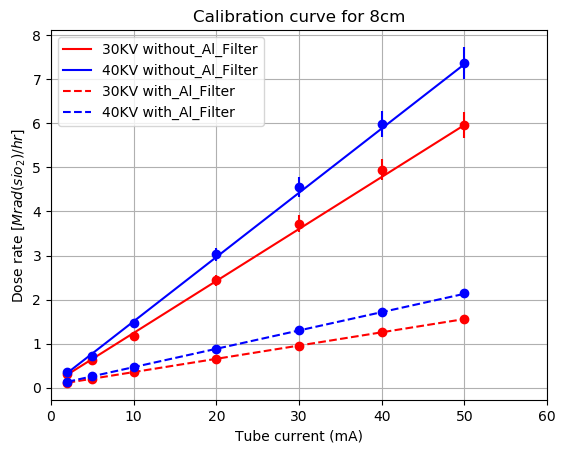 Calibration curve for 8cm
8
7
6
5
4
3
2
1
0
Dose rate [Mrad(sio₂)/hr]
30KV without_Al_Filter
40KV without_Al_Filter
30KV with_Al_Filter
40KV with_Al_Filter
0 10 20 30 40 50 60
Tube current (mA)